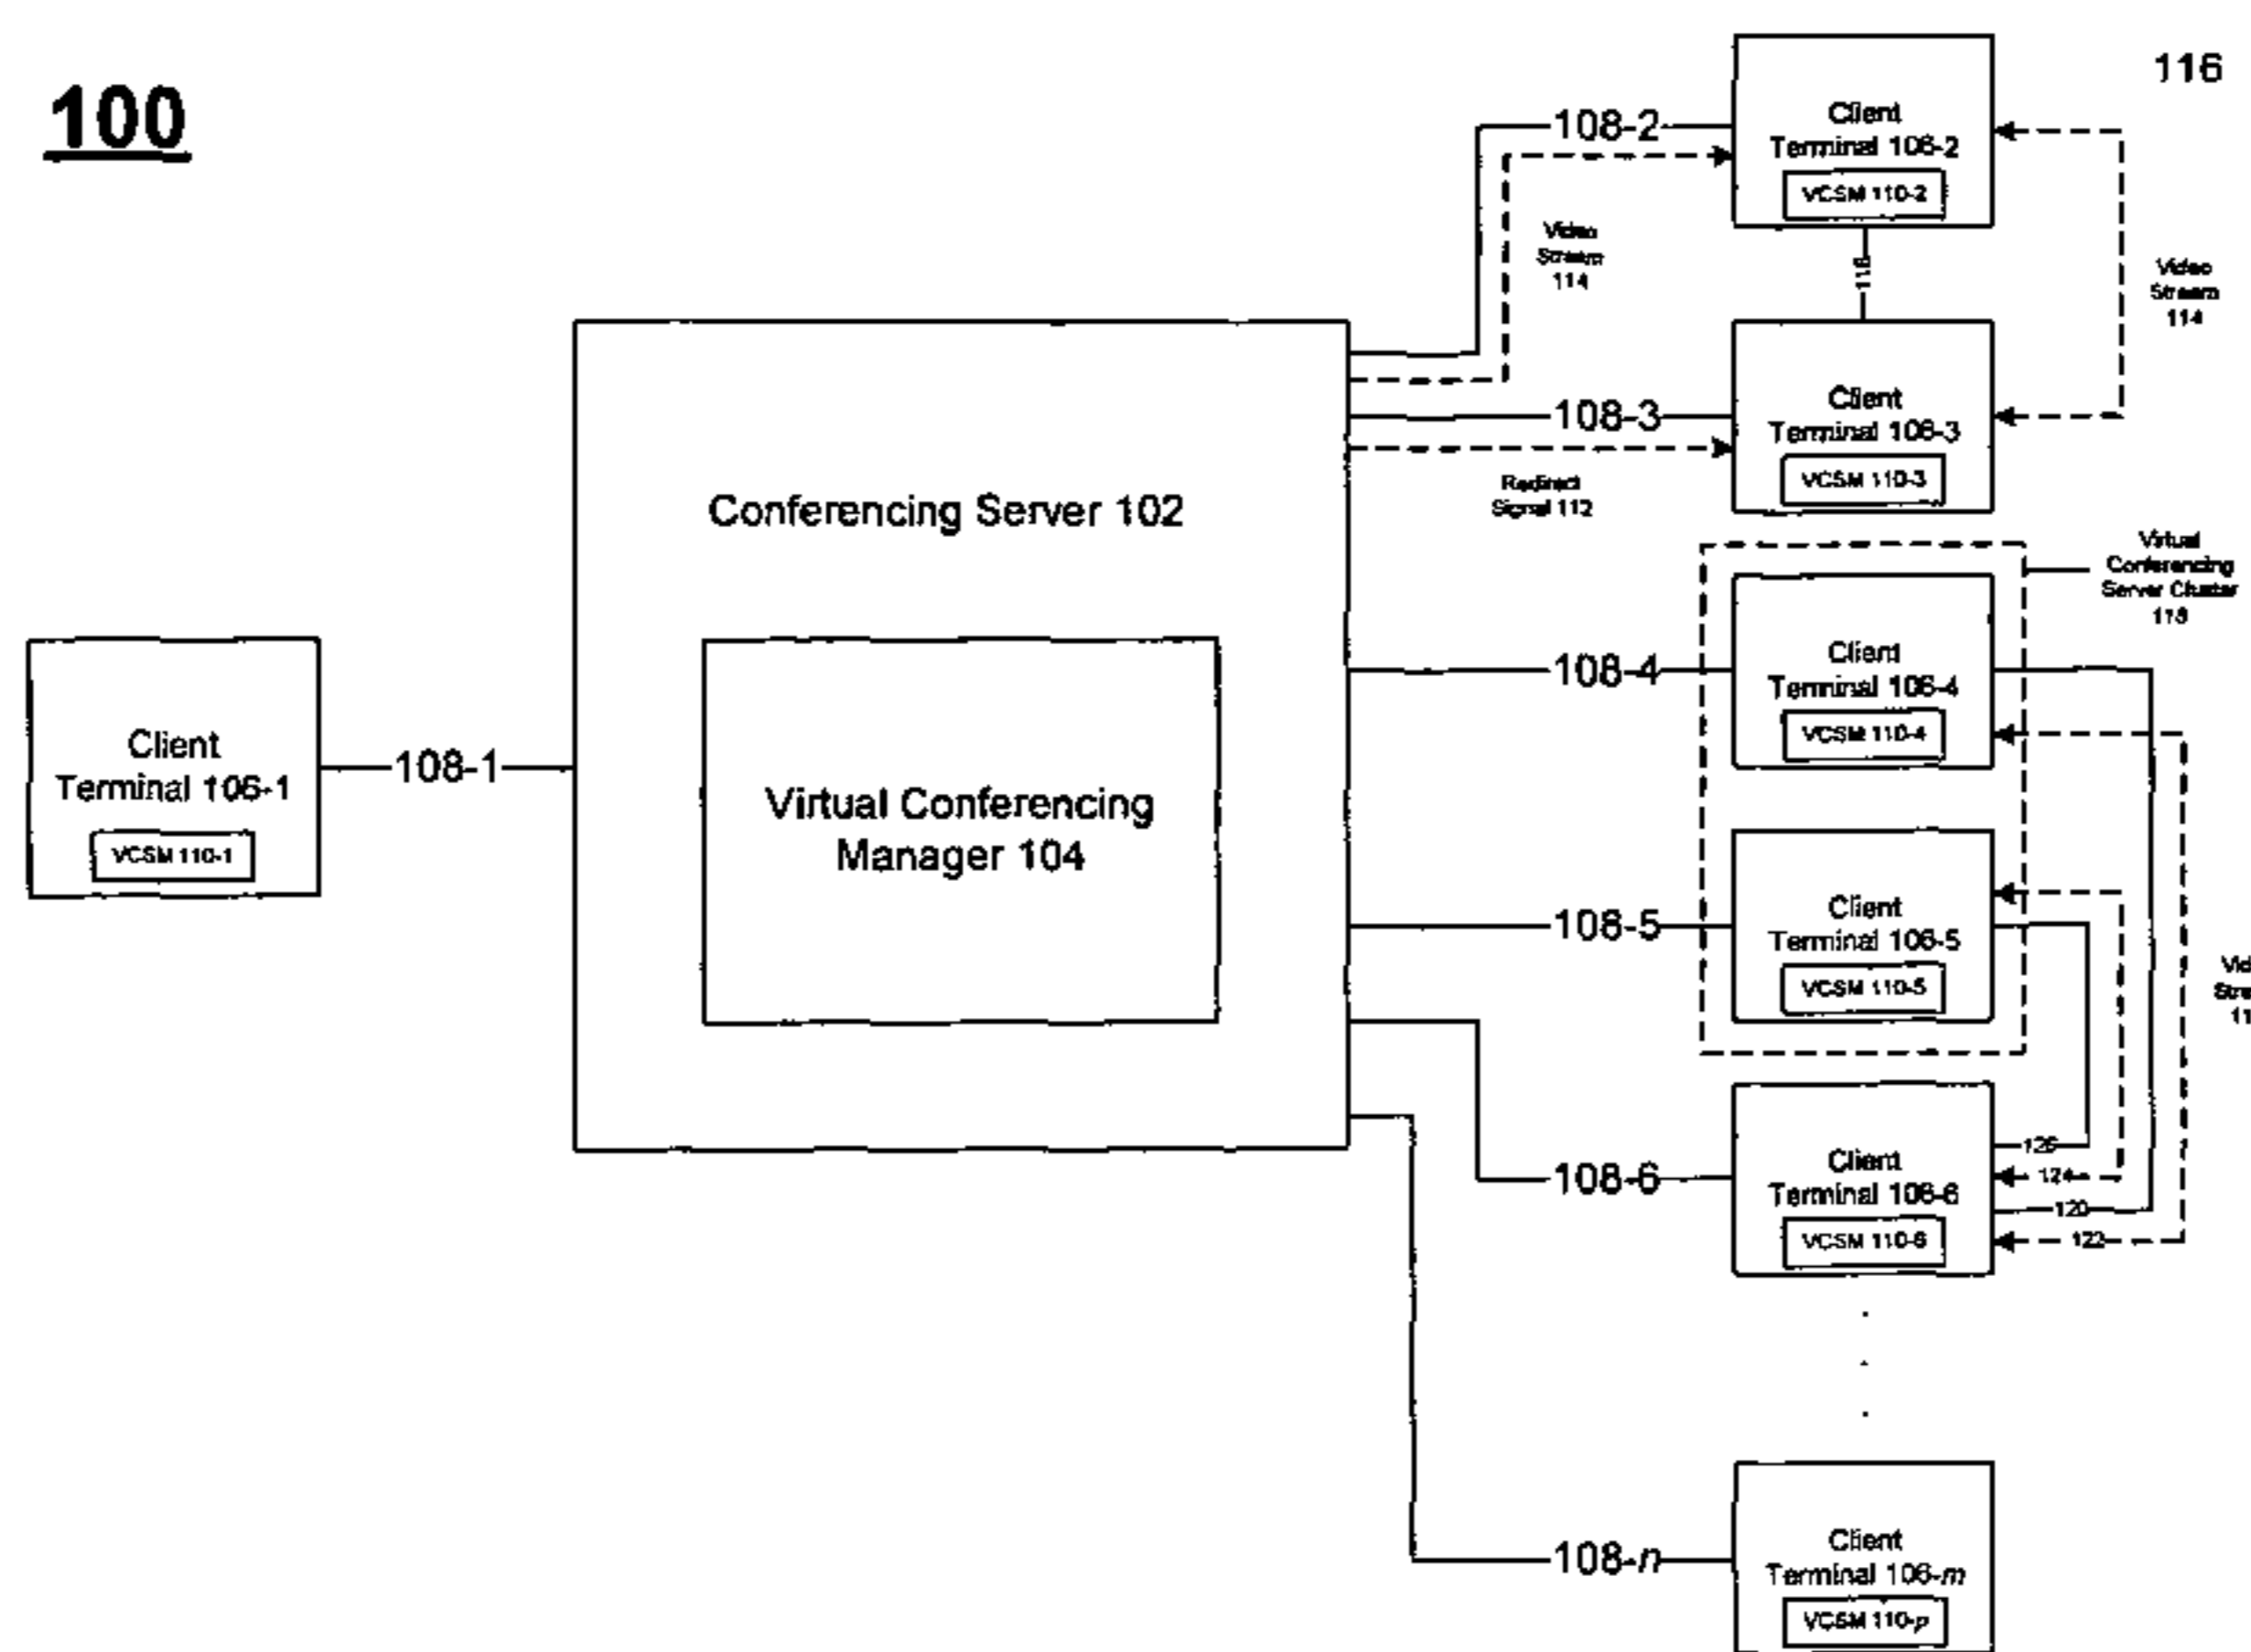 100
116
108-2
Client
Terminal 106-2
VCSM 110-2
Video
Stream
114
Video
Stream
114
108-3
Client
Terminal 106-3
VCSM 110-3
Redirect
Signal 112
Conferencing Server 102
Virtual
Conferencing
Server Cluster
118
108-4
Client
Terminal 106-4
VCSM 110-4
Client
Terminal 106-1
VCSM 110-1
108-1
Virtual Conferencing
Manager 104
108-5
Client
Terminal 106-5
VCSM 110-5
108-6
Client
Terminal 106-6
VCSM 110-6
126
124
120
122
108-n
Client
Terminal 106-m
VCSM 110-p